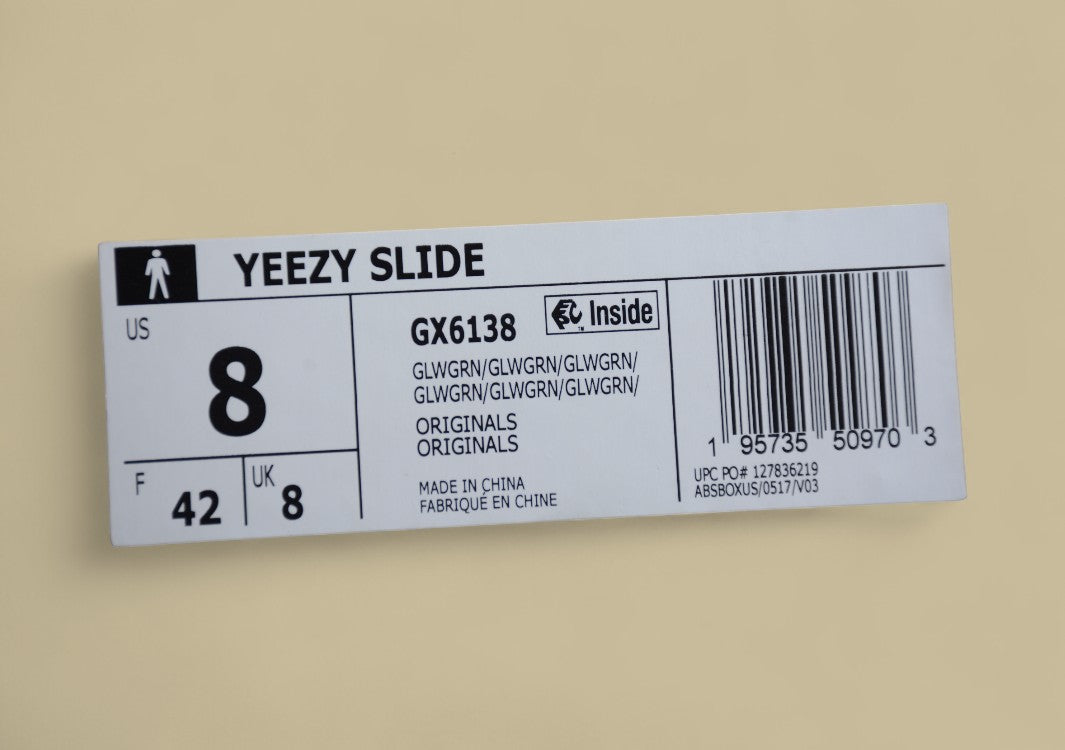 YEEZY SLIDE
US
8
F
42
UK
8
GX6138
ESC™ Inside
GLWGRN/GLWGRN/GLWGRN/
GLWGRN/GLWGRN/GLWGRN/
ORIGINALS
ORIGINALS
MADE IN CHINA
FABRIQUÉ EN CHINE
1 95735 50970 3
UPC PO# 127836219
ABSBOXUS/0517/V03